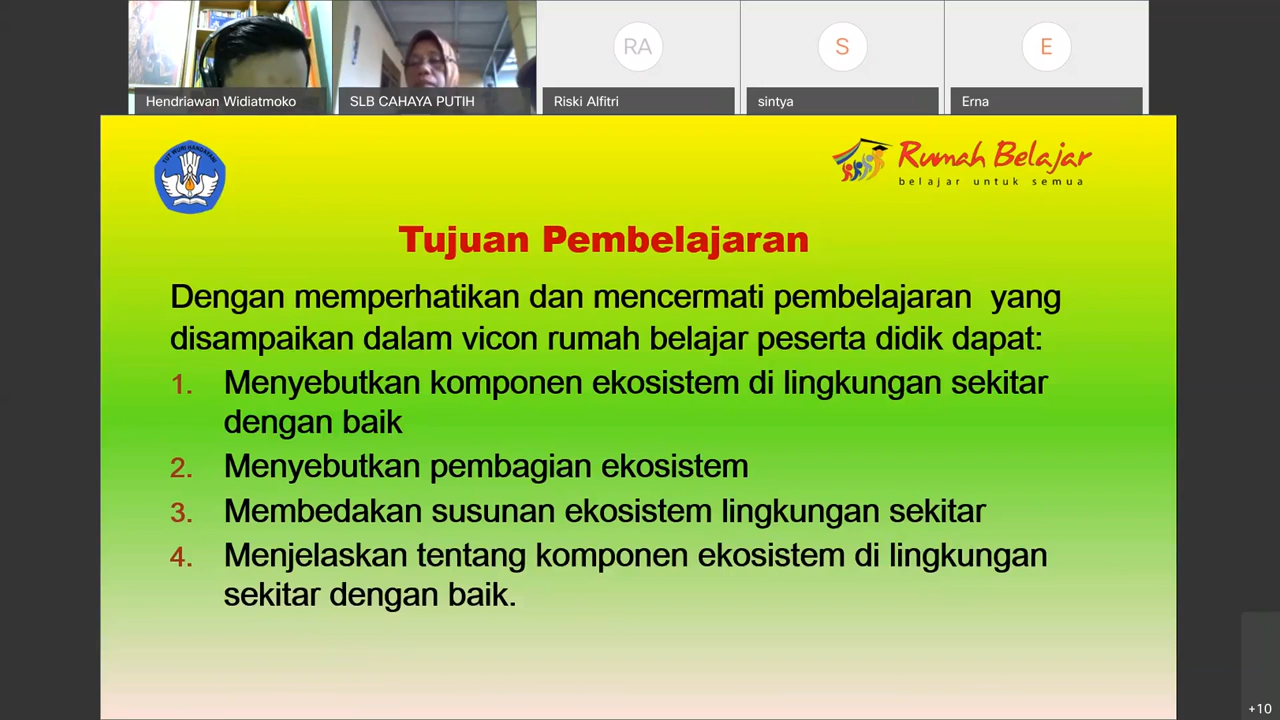 Hendriawan Widiatmoko
SLB CAHAYA PUTIH
RA
Riski Alfitri
S
sintya
E
Erna
TUT WURI HANDAYANI
Rumah Belajar
belajar untuk semua
Tujuan Pembelajaran
Dengan memperhatikan dan mencermati pembelajaran yang
disampaikan dalam vicon rumah belajar peserta didik dapat:
1. Menyebutkan komponen ekosistem di lingkungan sekitar
dengan baik
2. Menyebutkan pembagian ekosistem
3. Membedakan susunan ekosistem lingkungan sekitar
4. Menjelaskan tentang komponen ekosistem di lingkungan
sekitar dengan baik.
+10